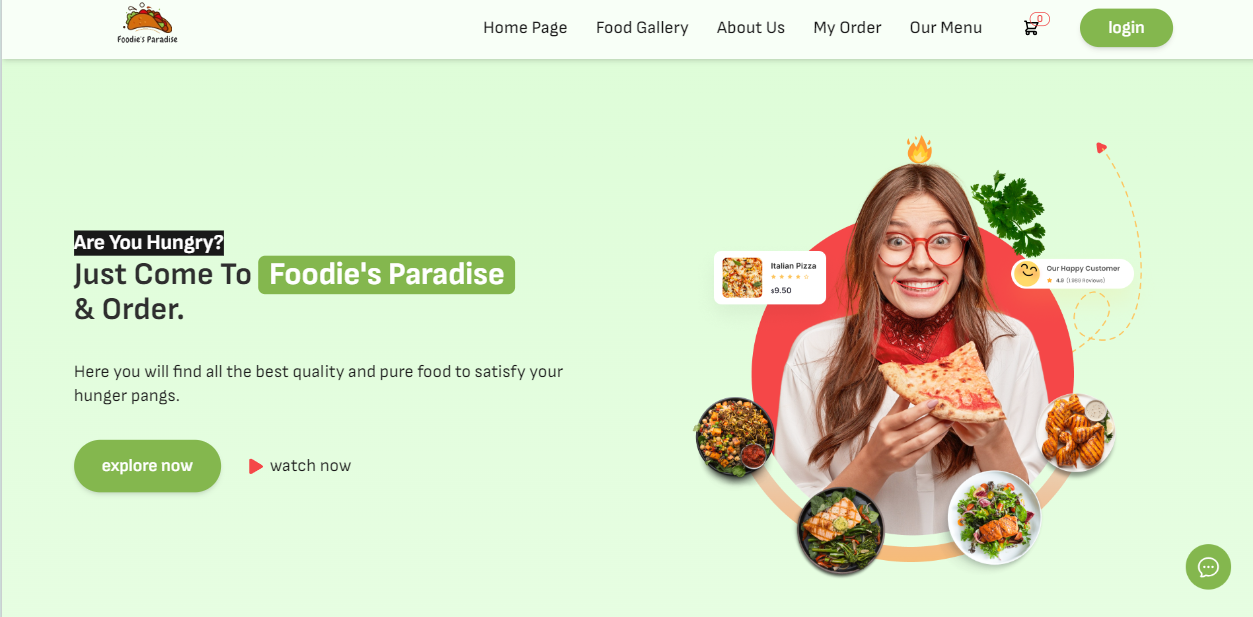 Foodie's Paradise
Home Page
Food Gallery
About Us
My Order
Our Menu
0
login
Are You Hungry?
Just Come To Foodie's Paradise
& Order.
Here you will find all the best quality and pure food to satisfy your
hunger pangs.
explore now
watch now
Italian Pizza
$9.50
Our Happy Customer
4.9 (1980 Reviews)